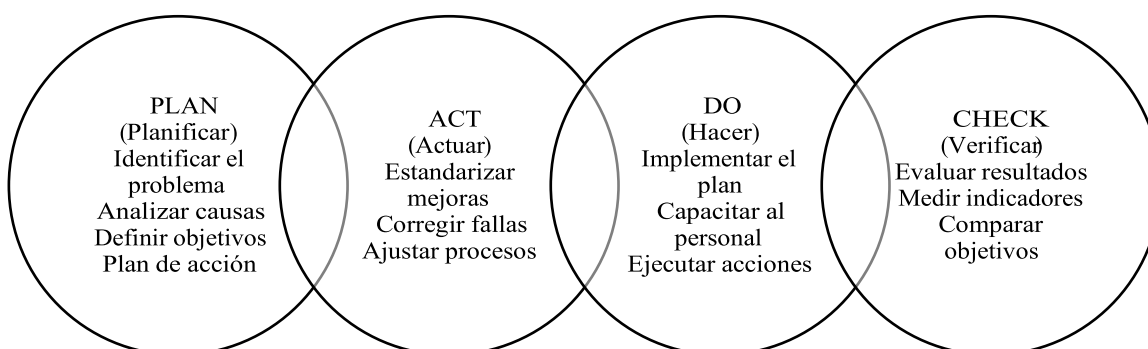 PLAN
(Planificar)
Identificar el
problema
Analizar causas
Definir objetivos
Plan de acción
ACT
(Actuar)
Estandarizar
mejoras
Corregir fallas
Ajustar procesos
DO
(Hacer)
Implementar el
plan
Capacitar al
personal
Ejecutar acciones
CHECK
(Verificar)
Evaluar resultados
Medir indicadores
Comparar
objetivos